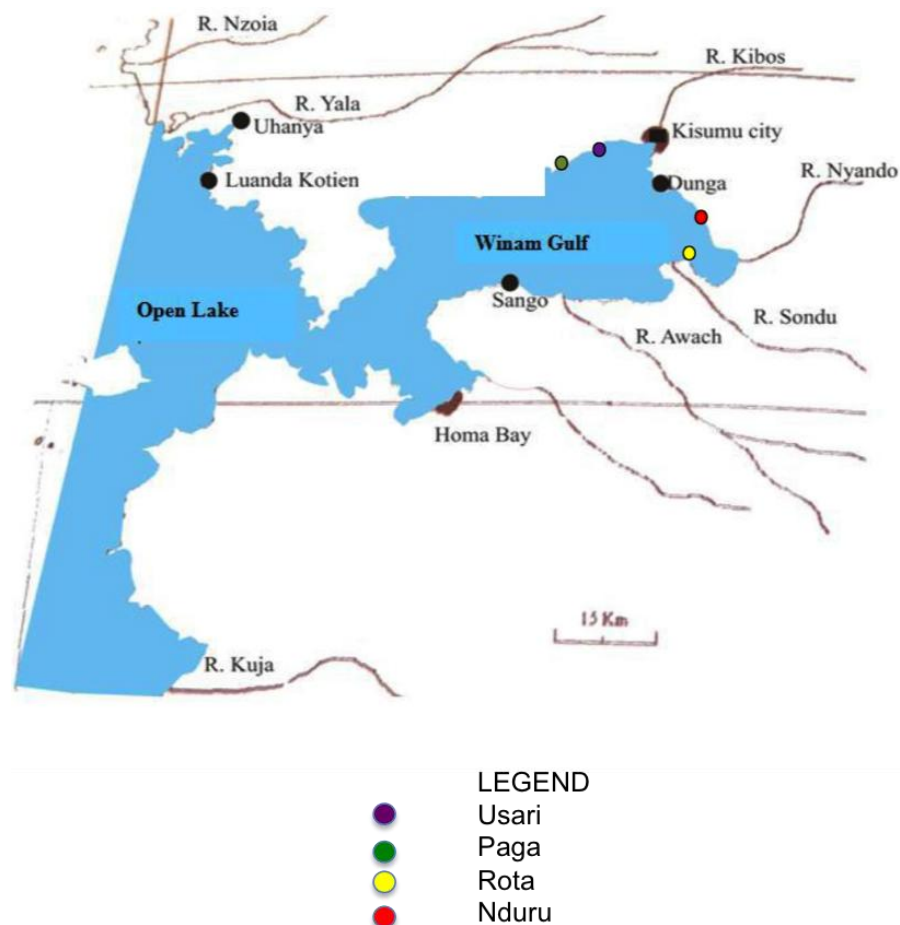 R. Nzoia
R. Kibos
R. Yala
Uhanya
Kisumu city
R. Nyando
Luanda Kotien
Dunga
Winam Gulf
Sango
Open Lake
R. Sondu
R. Awach
Homa Bay
15 Km
R. Kuja
LEGEND
Usari
Paga
Rota
Nduru